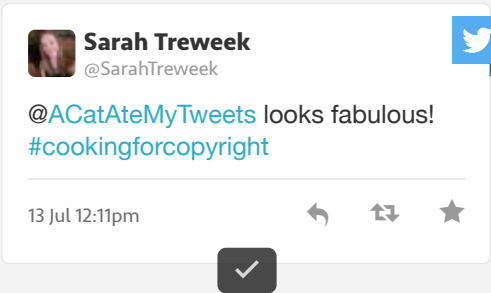 Sarah Treweek
@SarahTreweek
@ACatAteMyTweets looks fabulous!
#cookingforcopyright
13 Jul 12:11pm